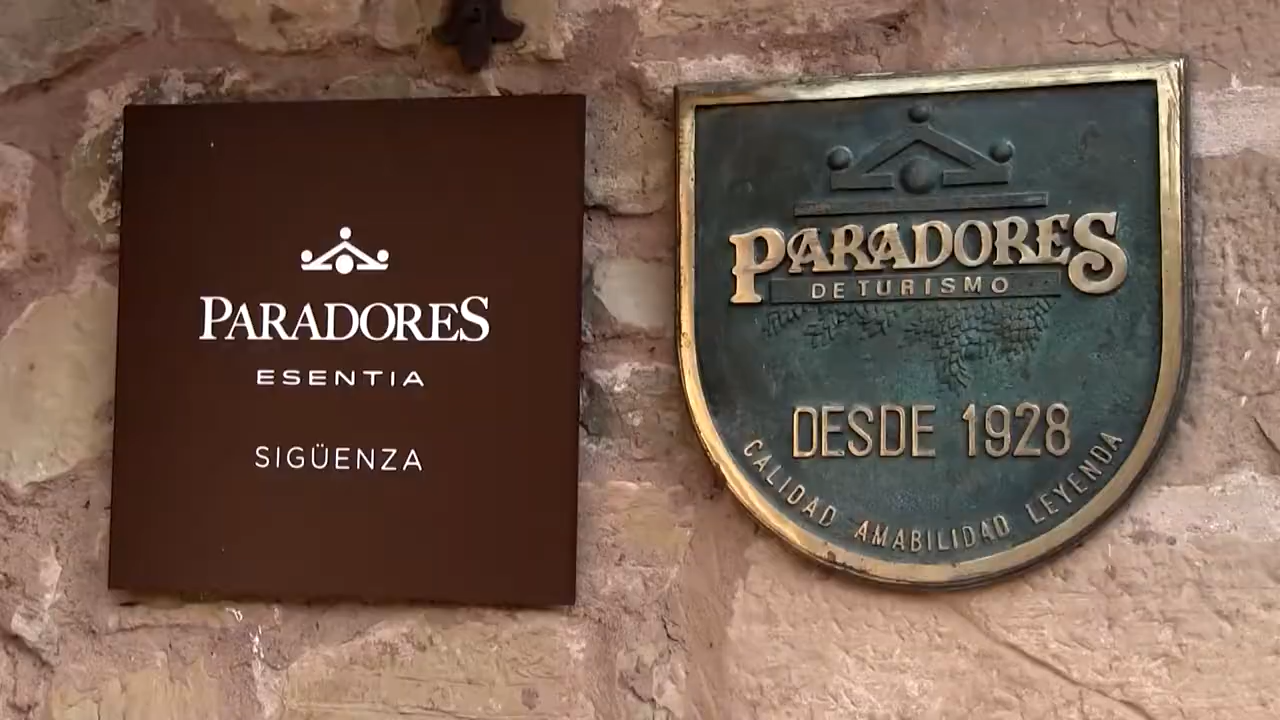 PARADORES
ESENTIA
SIGÜENZA
PARADORES
DE TURISMO
DESDE 1928
CALIDAD AMABILIDAD LEYENDA